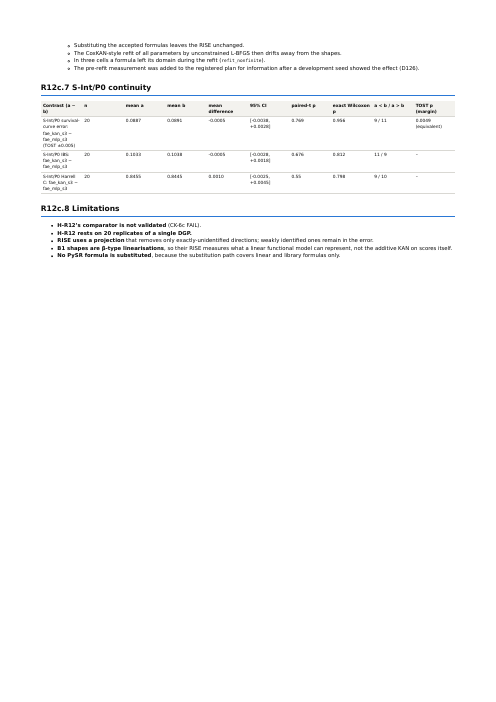 Substituting the accepted formulas leaves the RISE unchanged.
The CoxKAN-style refit of all parameters by unconstrained L-BFGS then drifts away from the shapes.
In three cells a formula left its domain during the refit (refit_nonfinite).
The pre-refit measurement was added to the registered plan for information after a development seed showed the effect (D126).
R12c.7 S-Int/P0 continuity
Contrast (a − b) n mean a mean b mean difference 95% CI paired-t p exact Wilcoxon p a < b / a > b TOST p (margin)
S-Int/P0 survival-curve error: fae_kan_s3 − fae_mlp_s3 (TOST ±0.005) 20 0.0887 0.0891 -0.0005 [-0.0038, +0.0028] 0.769 0.956 9 / 11 0.0049 (equivalent)
S-Int/P0 IBS: fae_kan_s3 − fae_mlp_s3 20 0.1033 0.1038 -0.0005 [-0.0028, +0.0018] 0.676 0.812 11 / 9 –
S-Int/P0 Harrell C: fae_kan_s3 − fae_mlp_s3 20 0.8455 0.8445 0.0010 [-0.0025, +0.0045] 0.55 0.798 9 / 10 –
R12c.8 Limitations
H-R12's comparator is not validated (CK-6c FAIL).
H-R12 rests on 20 replicates of a single DGP.
RISE uses a projection that removes only exactly-unidentified directions; weakly identified ones remain in the error.
B1 shapes are β-type linearisations, so their RISE measures what a linear functional model can represent, not the additive KAN on scores itself.
No PySR formula is substituted, because the substitution path covers linear and library formulas only.